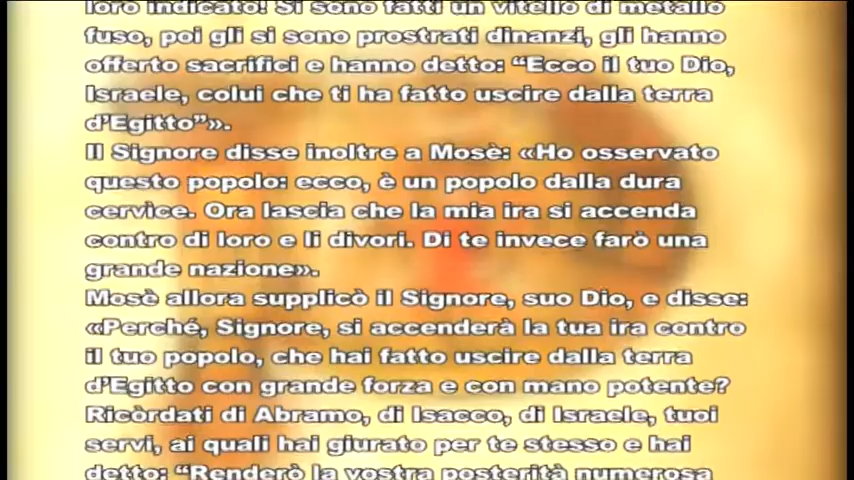 loro indicato! Si sono fatti un vitello di metallo
fuso, poi gli si sono prostrati dinanzi, gli hanno
offerto sacrifici e hanno detto: “Ecco il tuo Dio,
Israele, colui che ti ha fatto uscire dalla terra
d’Egitto”».
Il Signore disse inoltre a Mosè: «Ho osservato
questo popolo: ecco, è un popolo dalla dura
cervìce. Ora lascia che la mia ira si accenda
contro di loro e li divori. Di te invece farò una
grande nazione».
Mosè allora supplicò il Signore, suo Dio, e disse:
«Perché, Signore, si accenderà la tua ira contro
il tuo popolo, che hai fatto uscire dalla terra
d’Egitto con grande forza e con mano potente?
Ricòrdati di Abramo, di Isacco, di Israele, tuoi
servi, ai quali hai giurato per te stesso e hai
detto: “Renderò la vostra posterità numerosa